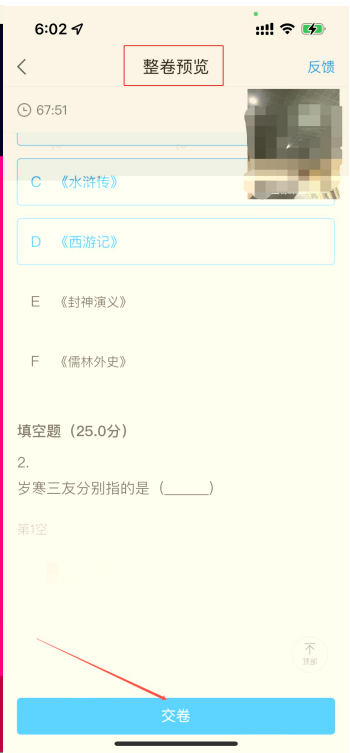 6:02
整卷预览
反馈
67:51
C 《水浒传》
D 《西游记》
E 《封神演义》
F 《儒林外史》
填空题（25.0分）
2.
岁寒三友分别指的是（______）
第1空
顶部
交卷